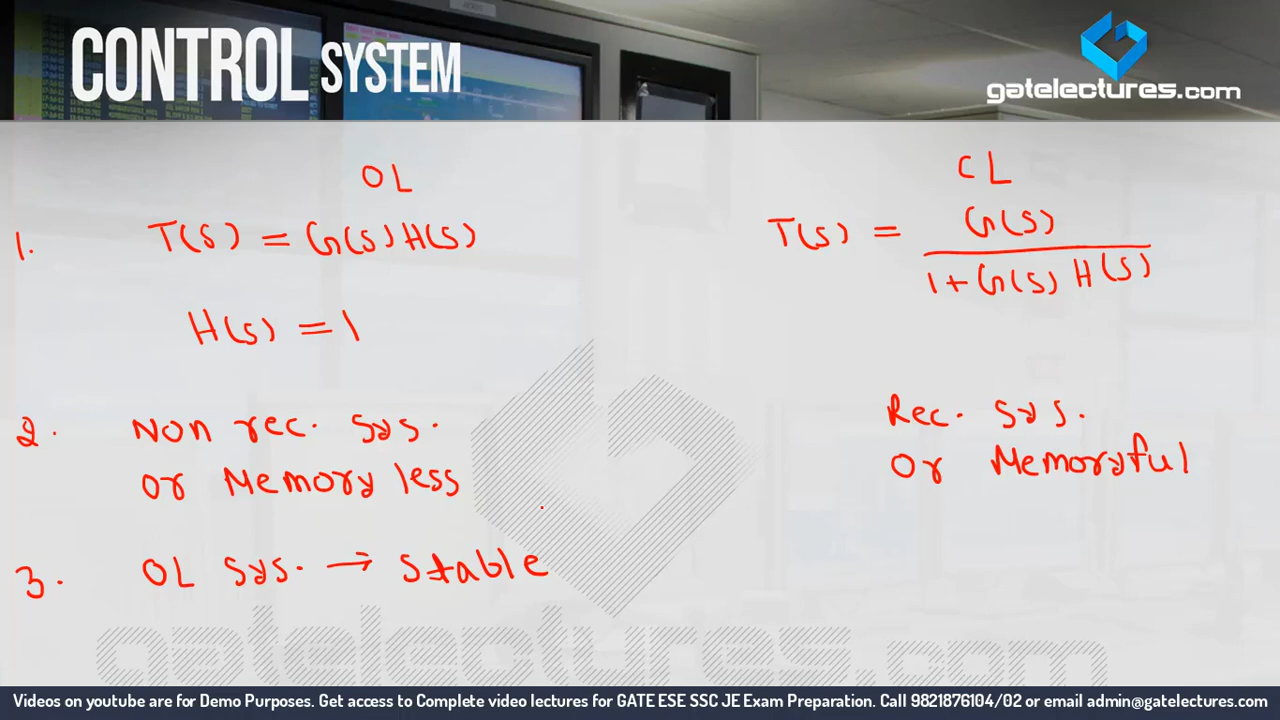 CONTROL SYSTEM
gatelectures.com
OL
CL
1. T(s) = G(s) H(s)
T(s) = G(s) / 1 + G(s) H(s)
H(s) = 1
2. Non rec. sys.
or Memory less
Rec. sys.
or Memoryful
3. OL sys. → stable
gatelectures.com
Videos on youtube are for Demo Purposes. Get access to Complete video lectures for GATE ESE SSC JE Exam Preparation. Call 9821876104/02 or email admin@gatelectures.com